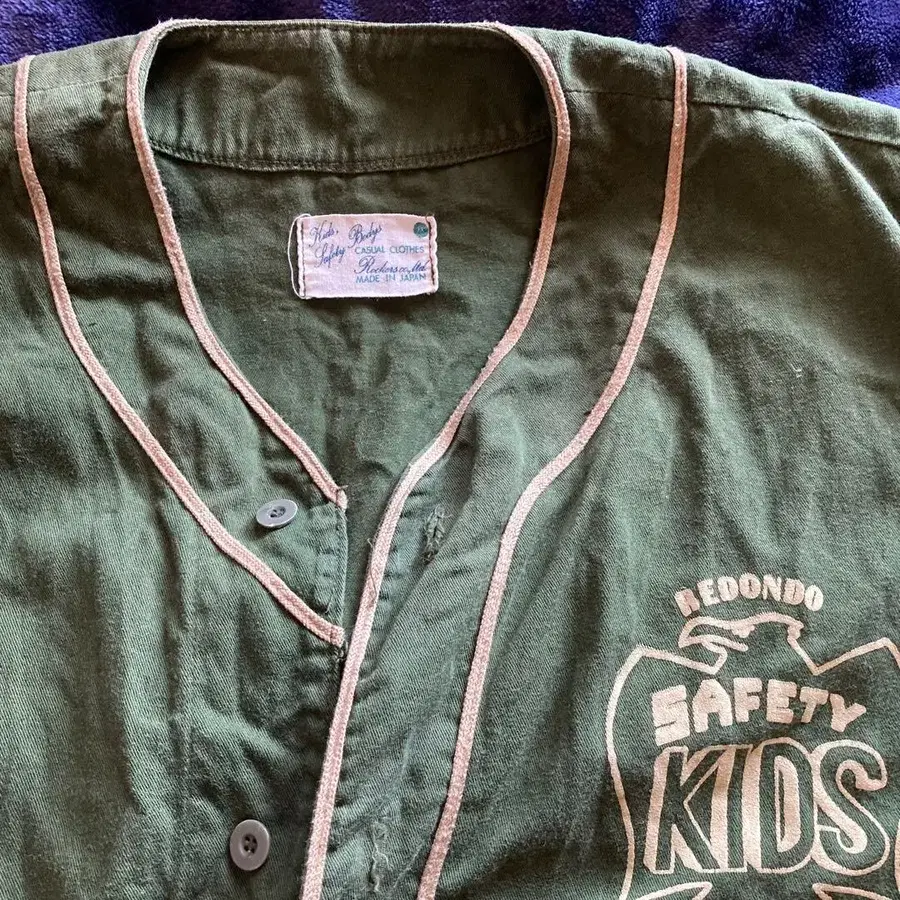 Kids, Bodys
"Safety" CASUAL CLOTHES
Rockers co, ltd.
MADE IN JAPAN
REDONDO
SAFETY
KIDS